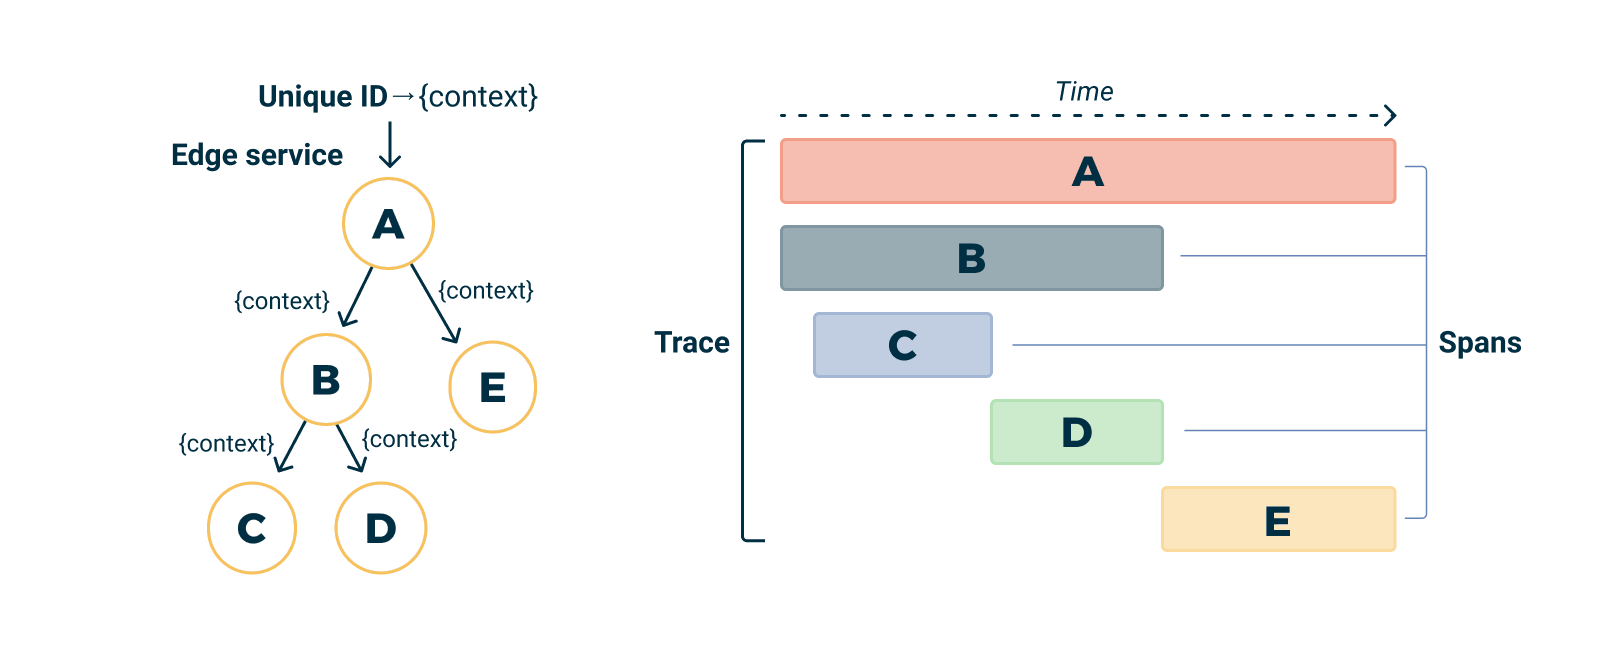 Unique ID→{context}
Edge service
A
{context}
{context}
B
E
{context}
{context}
C
D
Time
A
B
C
D
E
Trace
Spans